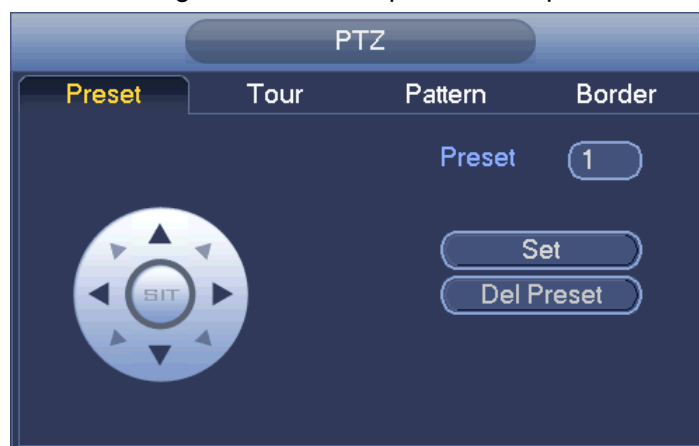 PTZ
Preset Tour Pattern Border
Preset 1
Set
SIT
Del Preset